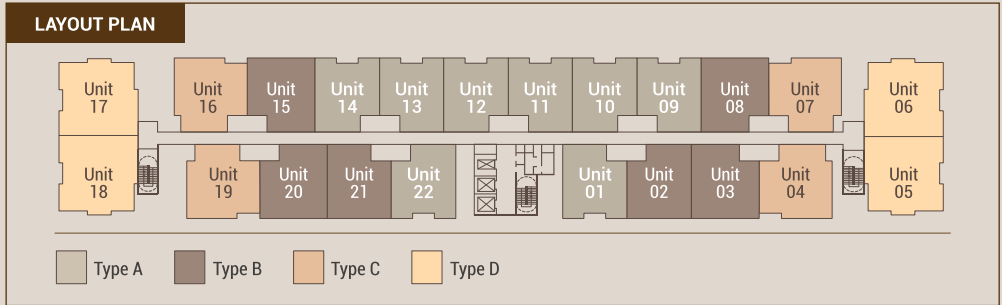 LAYOUT PLAN
Unit
17
Unit
16
Unit
15
Unit
14
Unit
13
Unit
12
Unit
11
Unit
10
Unit
09
Unit
08
Unit
07
Unit
06
Unit
18
Unit
19
Unit
20
Unit
21
Unit
22
Unit
01
Unit
02
Unit
03
Unit
04
Unit
05
Type A
Type B
Type C
Type D